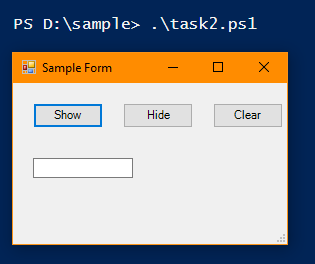 PS D:\sample> .\task2.ps1
Sample Form
Show Hide Clear